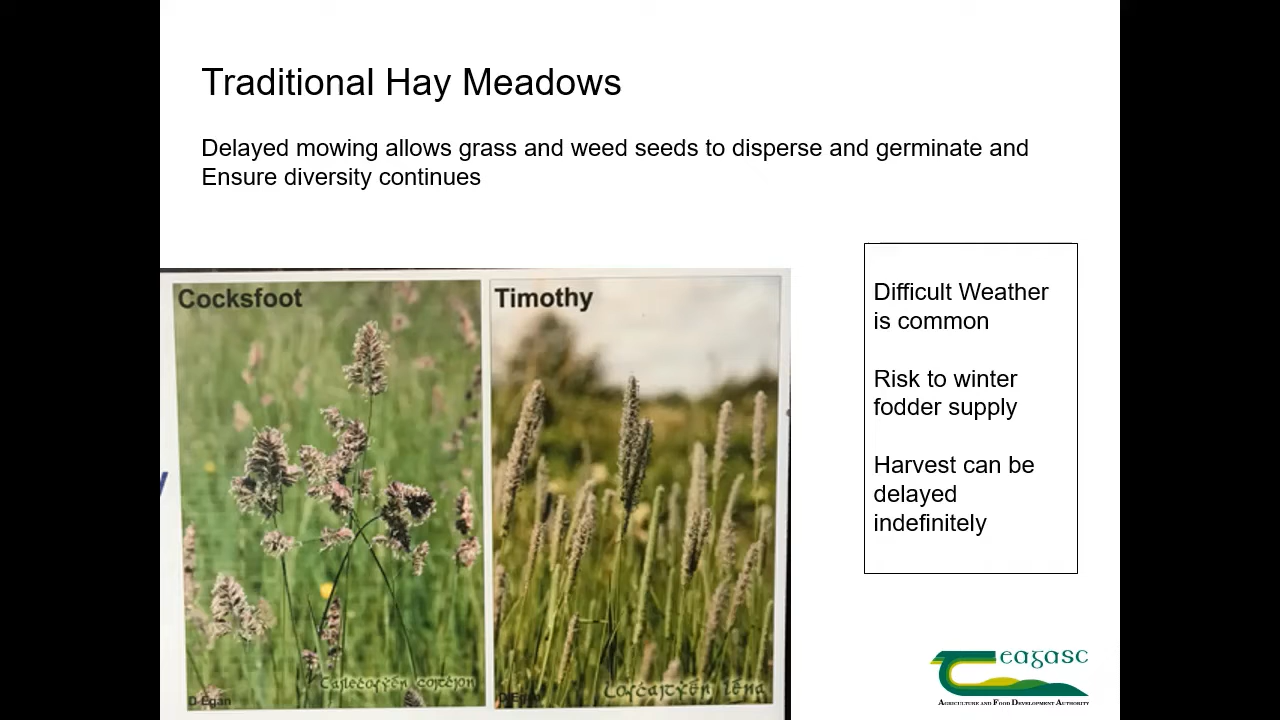 Traditional Hay Meadows
Delayed mowing allows grass and weed seeds to disperse and germinate and
Ensure diversity continues
Cocksfoot
Timothy
D Egan
Difficult Weather
is common
Risk to winter
fodder supply
Harvest can be
delayed
indefinitely
eagasc
AGRICULTURE AND FOOD DEVELOPMENT AUTHORITY